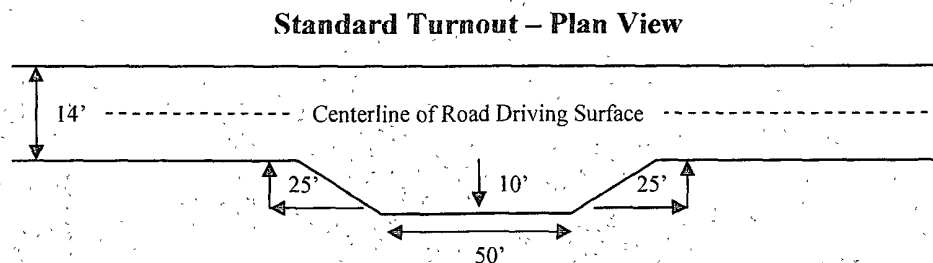 Standard Turnout – Plan View
14’
Centerline of Road Driving Surface
25’
10’
25’
50’